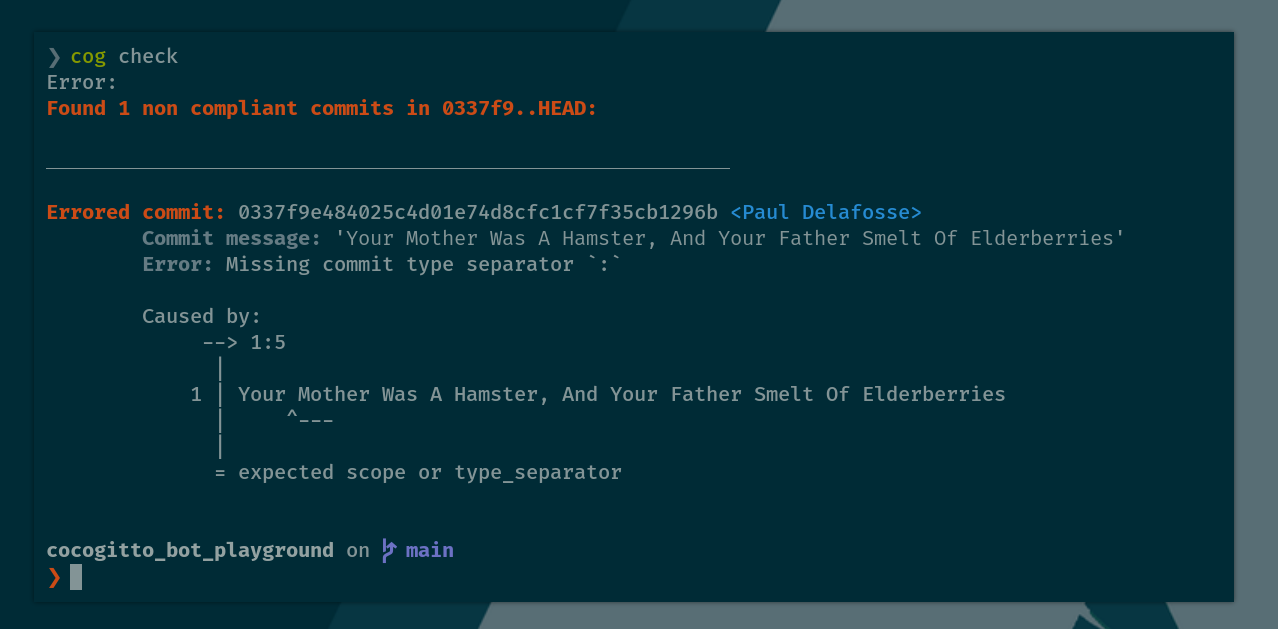 ❯ cog check
Error:
Found 1 non compliant commits in 0337f9..HEAD:
_________________________________________________________
Errored commit: 0337f9e484025c4d01e74d8cfc1cf7f35cb1296b <Paul Delafosse>
Commit message: 'Your Mother Was A Hamster, And Your Father Smelt Of Elderberries'
Error: Missing commit type separator `:`
Caused by:
--> 1:5
|
1 | Your Mother Was A Hamster, And Your Father Smelt Of Elderberries
|     ^---
|
= expected scope or type_separator
cocogitto_bot_playground on main
❯